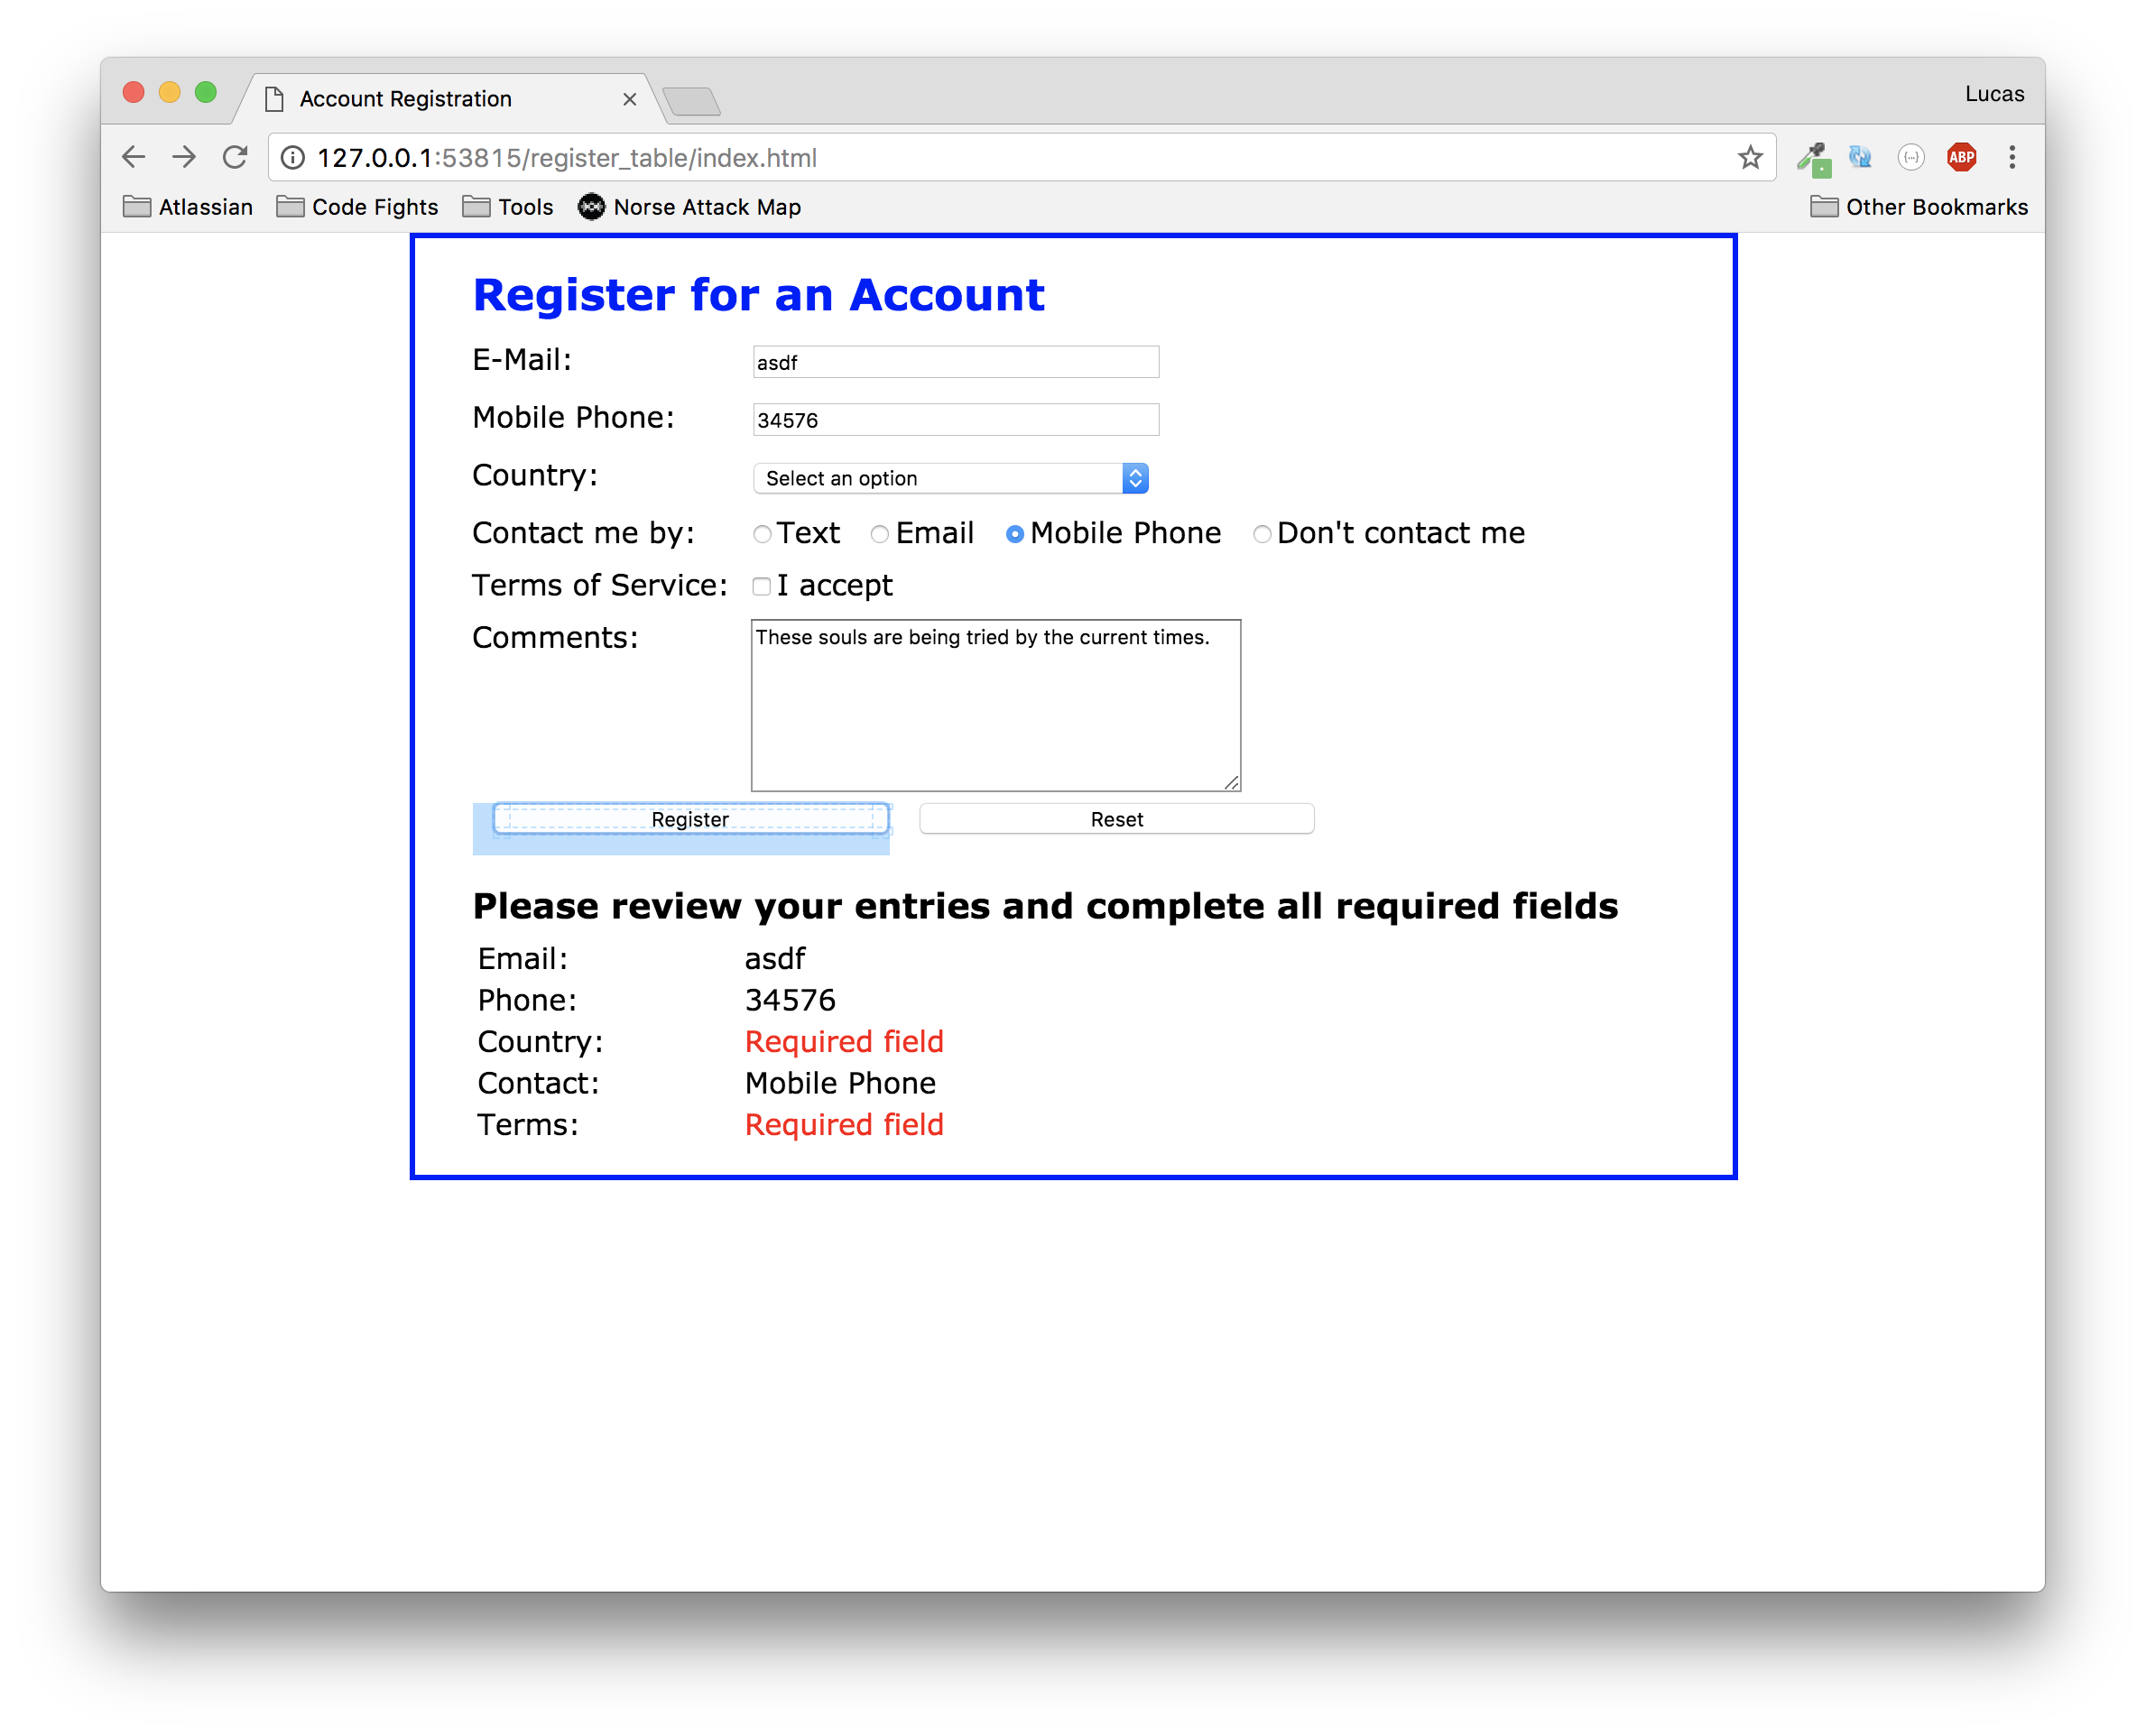 Account Registration
Lucas
127.0.0.1:53815/register_table/index.html
ABP
Atlassian Code Fights Tools Norse Attack Map Other Bookmarks
Register for an Account
E-Mail: asdf
Mobile Phone: 34576
Country: Select an option
Contact me by: Text Email Mobile Phone Don't contact me
Terms of Service: I accept
Comments: These souls are being tried by the current times.
Register Reset
Please review your entries and complete all required fields
Email: asdf
Phone: 34576
Country: Required field
Contact: Mobile Phone
Terms: Required field